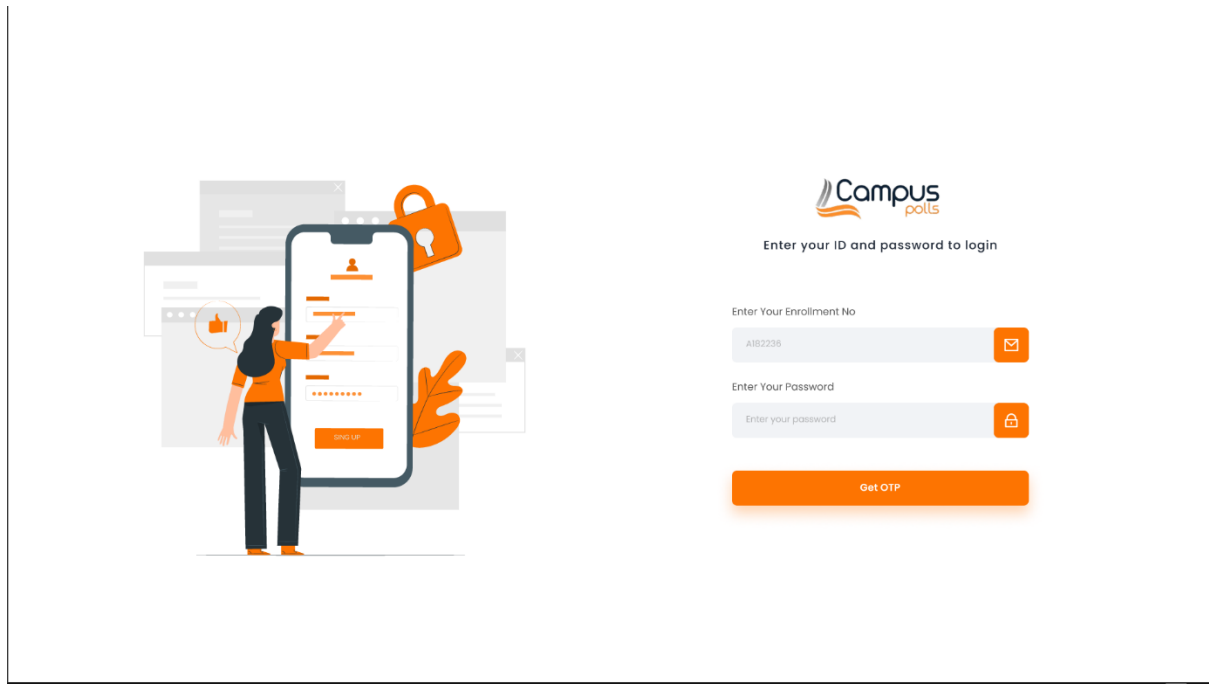 Campus
polls
Enter your ID and password to login
Enter Your Enrollment No
A182236
Enter Your Password
Enter your password
Get OTP
SING UP